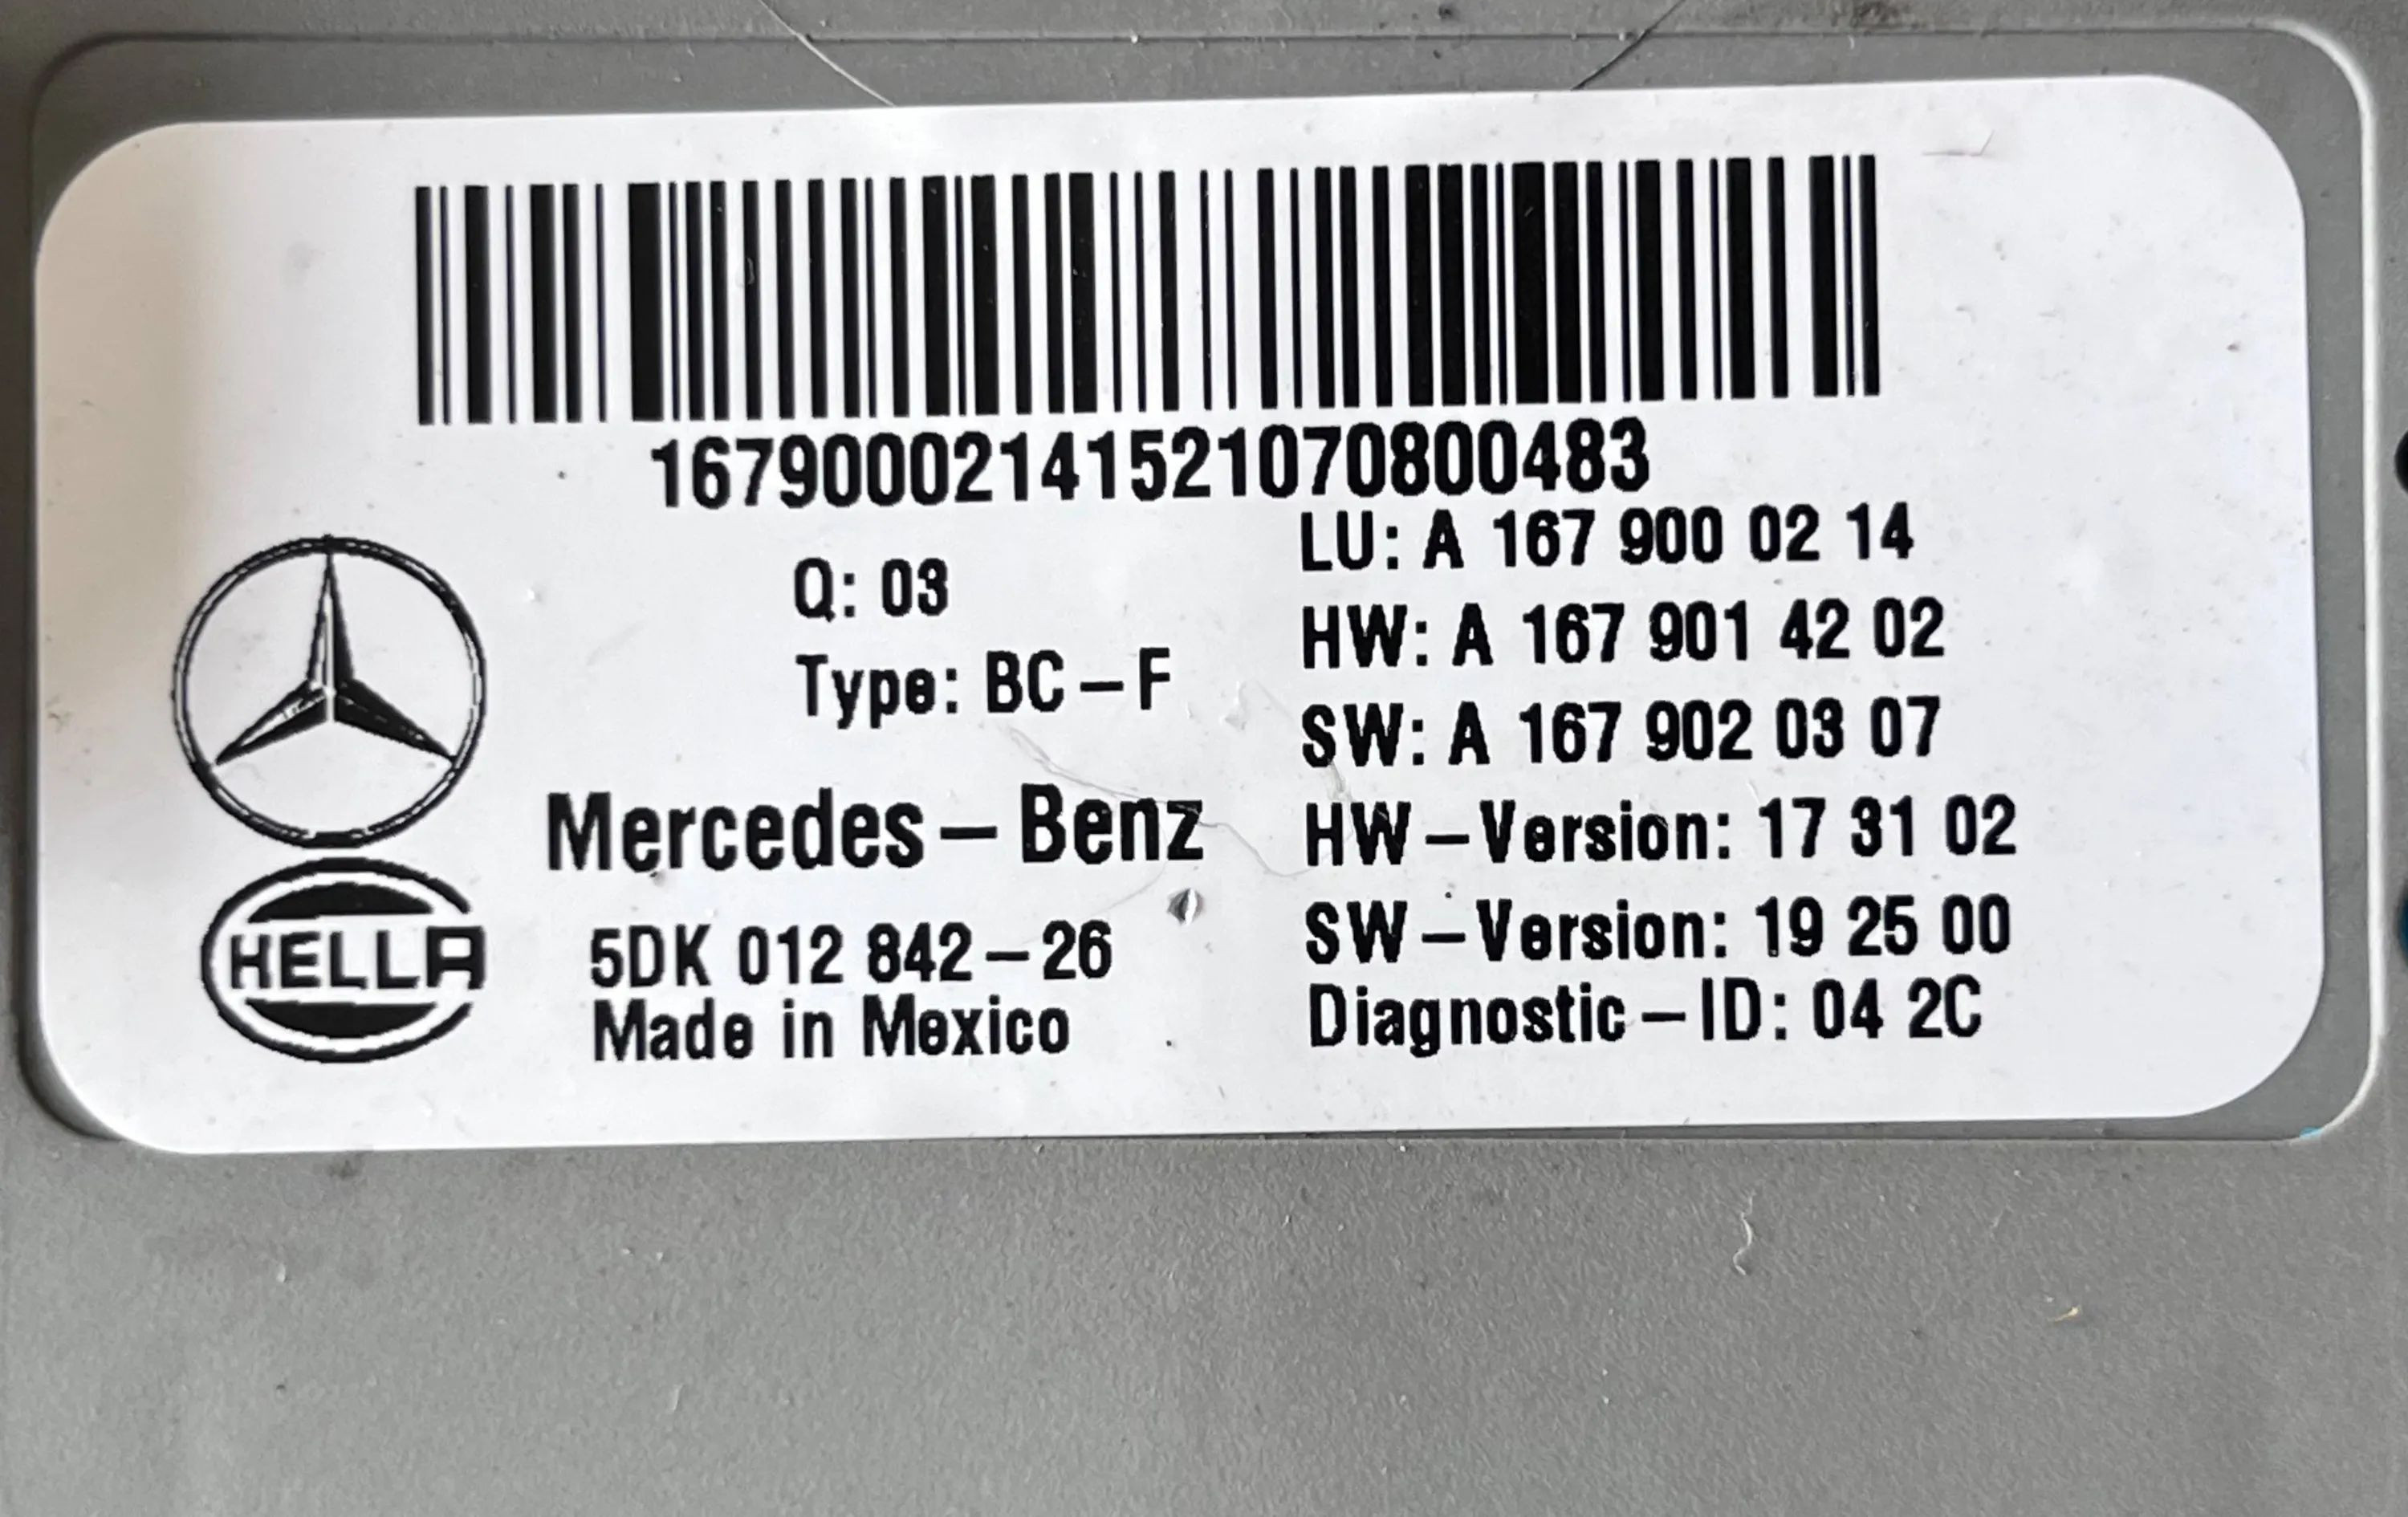 16790002141521070800483
LU: A 167 900 02 14
Q: 03
HW: A 167 901 42 02
Type: BC-F
SW: A 167 902 03 07
Mercedes-Benz
HW-Version: 17 31 02
HELLA
5DK 012 842-26
SW-Version: 19 25 00
Made in Mexico
Diagnostic-ID: 04 2C